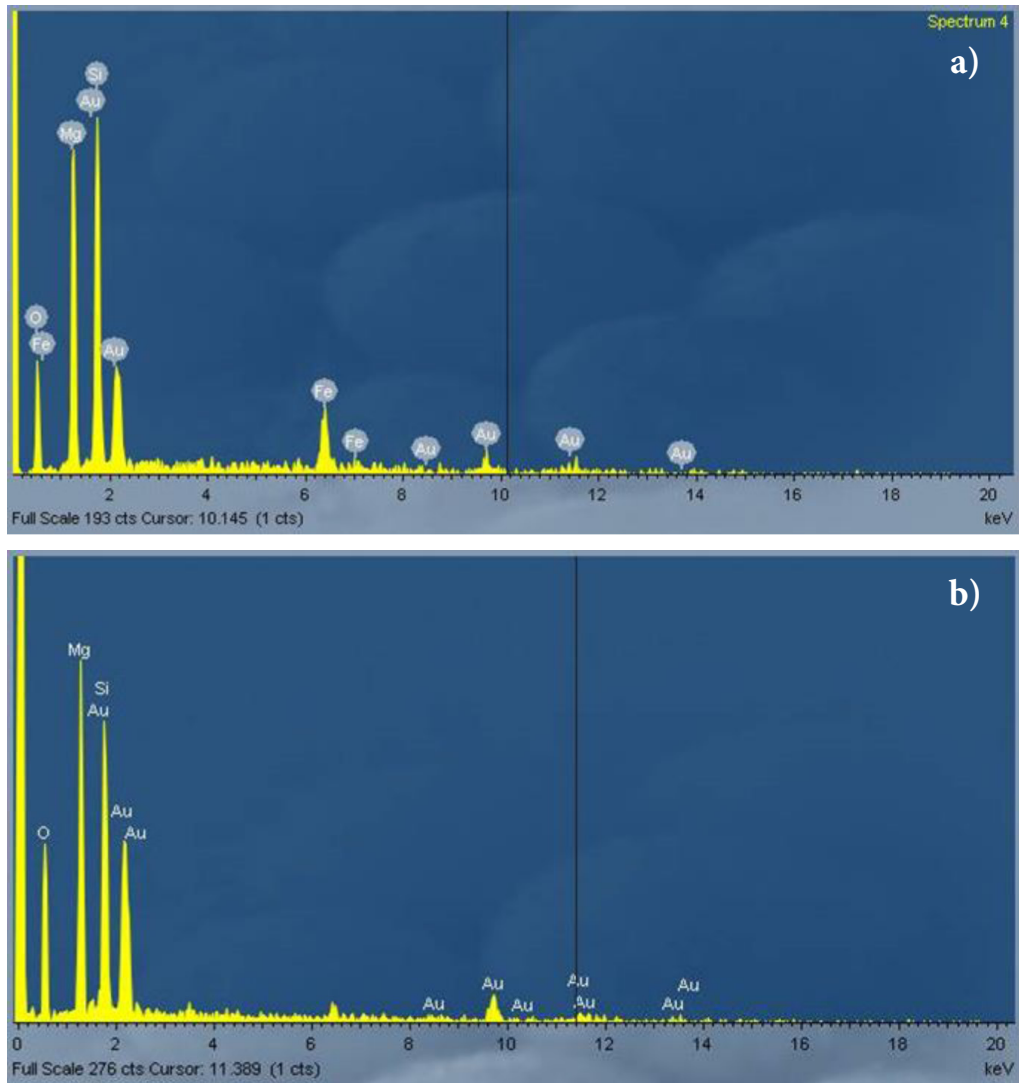 Spectrum 4
a)
Si
Au
Mg
O
Fe
Au
Fe
Fe
Au
Au
Au
Au
2 4 6 8 10 12 14 16 18 20
Full Scale 193 cts Cursor: 10.145 (1 cts) keV
b)
Mg
Si
Au
Au
O Au
Au Au Au
Au Au Au Au
0 2 4 6 8 10 12 14 16 18 20
Full Scale 276 cts Cursor: 11.389 (1 cts) keV